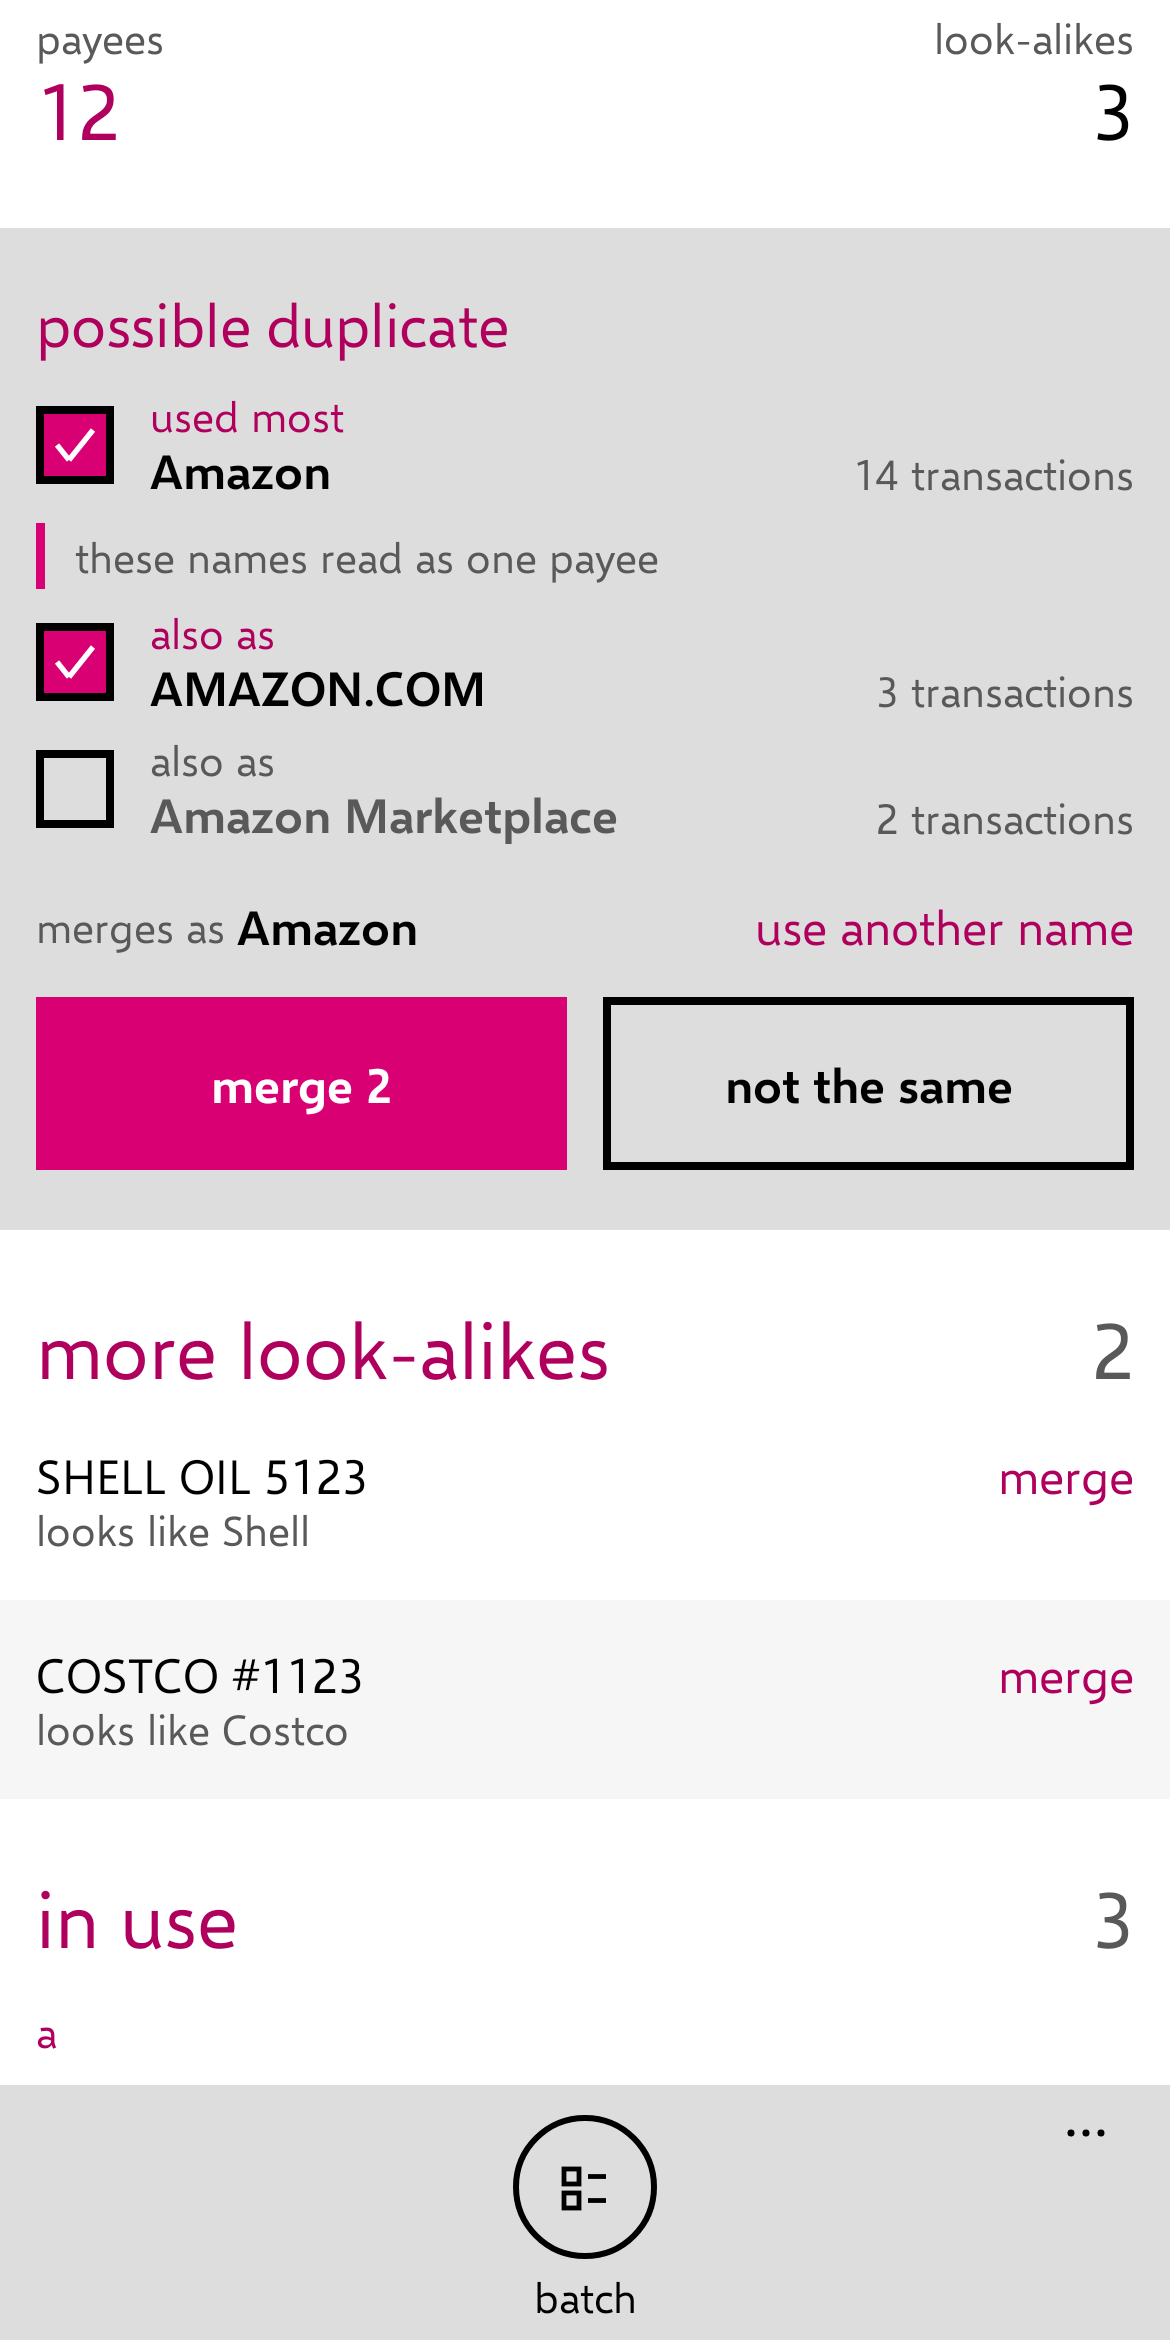 payees
look-alikes
12
3
possible duplicate
used most
Amazon
14 transactions
these names read as one payee
also as
AMAZON.COM
3 transactions
also as
Amazon Marketplace
2 transactions
merges as Amazon
use another name
merge 2
not the same
more look-alikes
2
SHELL OIL 5123
merge
looks like Shell
COSTCO #1123
merge
looks like Costco
in use
3
a
...
batch